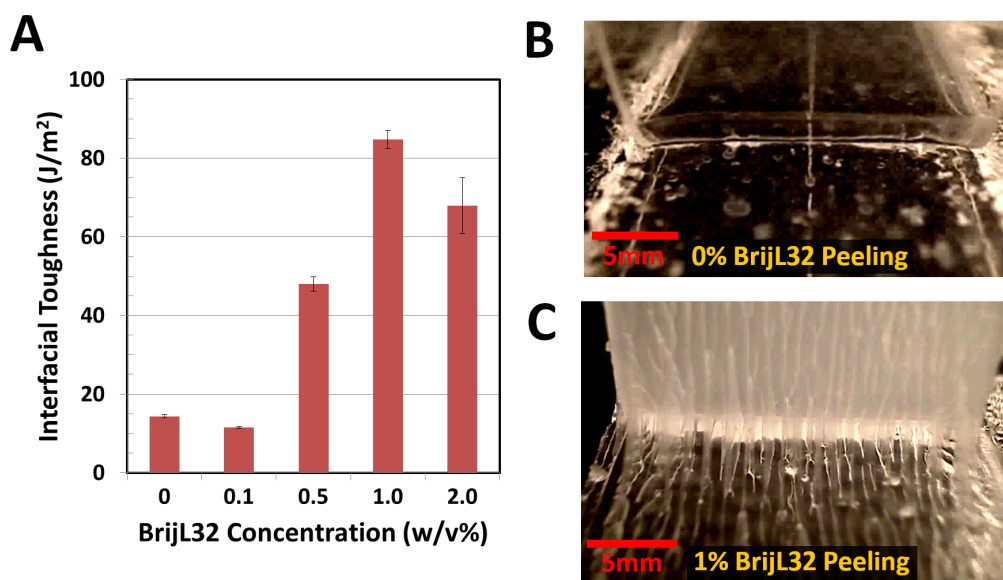 A
Interfacial Toughness (J/m²)
100
80
60
40
20
0
0 0.1 0.5 1.0 2.0
BrijL32 Concentration (w/v%)
B
5mm
0% BrijL32 Peeling
C
5mm
1% BrijL32 Peeling